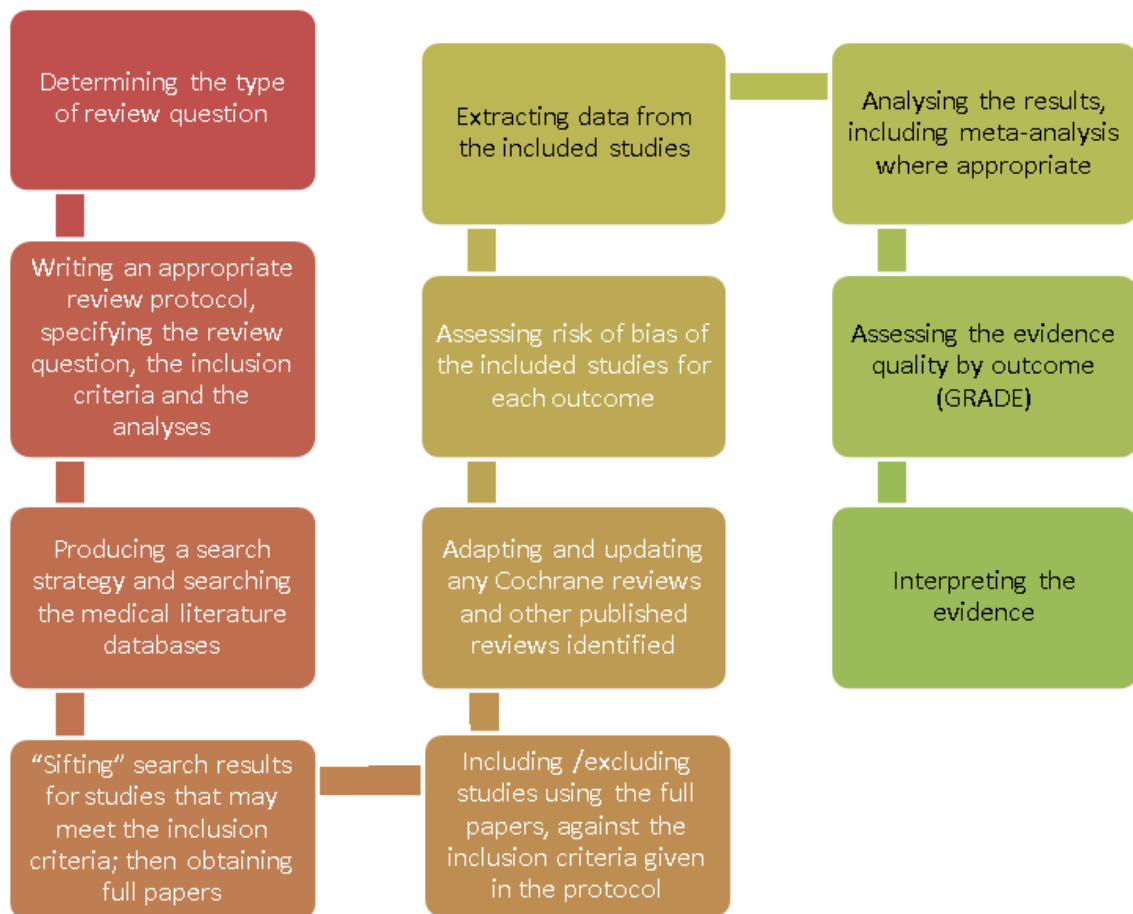 Determining the type
of review question
Writing an appropriate
review protocol,
specifying the review
question, the inclusion
criteria and the
analyses
Producing a search
strategy and searching
the medical literature
databases
“Sifting” search results
for studies that may
meet the inclusion
criteria; then obtaining
full papers
Including /excluding
studies using the full
papers, against the
inclusion criteria given
in the protocol
Adapting and updating
any Cochrane reviews
and other published
reviews identified
Assessing risk of bias of
the included studies for
each outcome
Extracting data from
the included studies
Analysing the results,
including meta-analysis
where appropriate
Assessing the evidence
quality by outcome
(GRADE)
Interpreting the
evidence